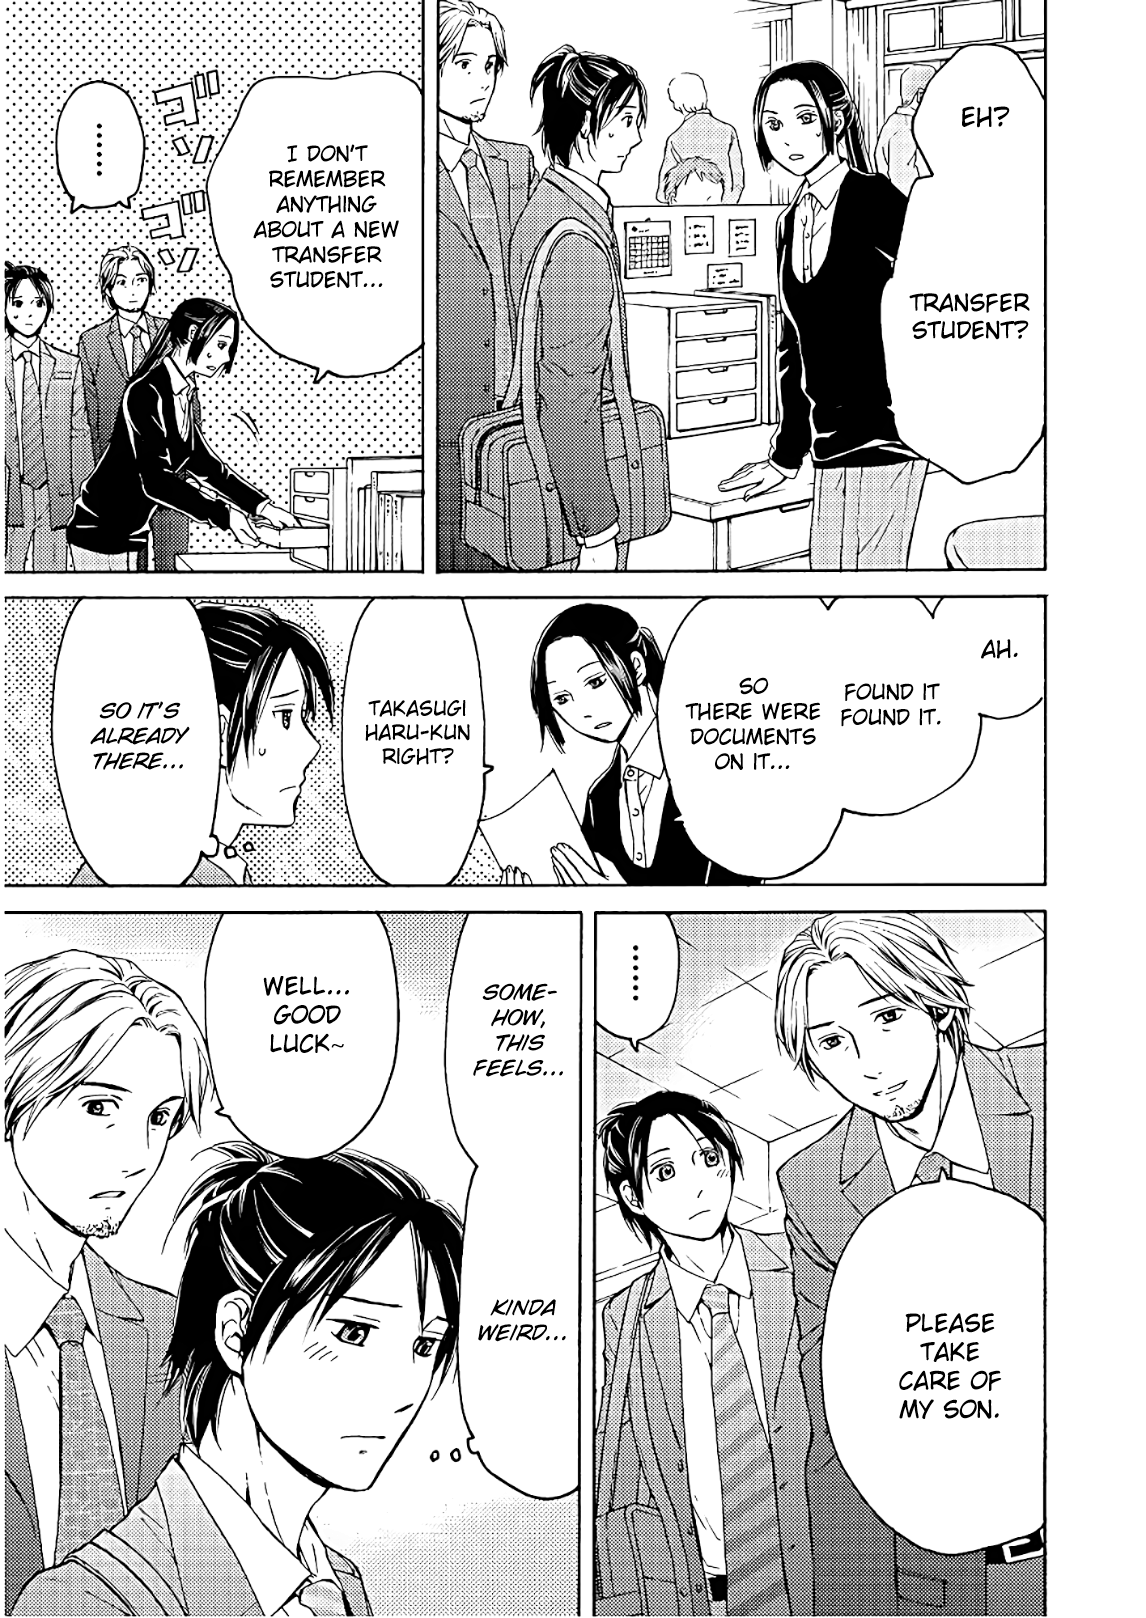 EH?
TRANSFER
STUDENT?
I DON'T
REMEMBER
ANYTHING
ABOUT A NEW
TRANSFER
STUDENT...
ゴソ
ゴソ
......
AH.
FOUND IT
FOUND IT.
SO
THERE WERE
DOCUMENTS
ON IT...
TAKASUGI
HARU-KUN
RIGHT?
SO IT'S
ALREADY
THERE...
PLEASE
TAKE
CARE OF
MY SON.
......
SOME-
HOW,
THIS
FEELS...
KINDA
WEIRD...
WELL...
GOOD
LUCK~